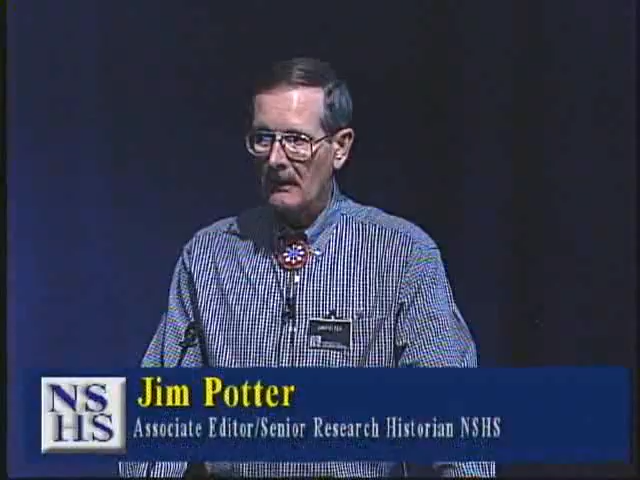 NS
HS
Jim Potter
Associate Editor/Senior Research Historian NSHS